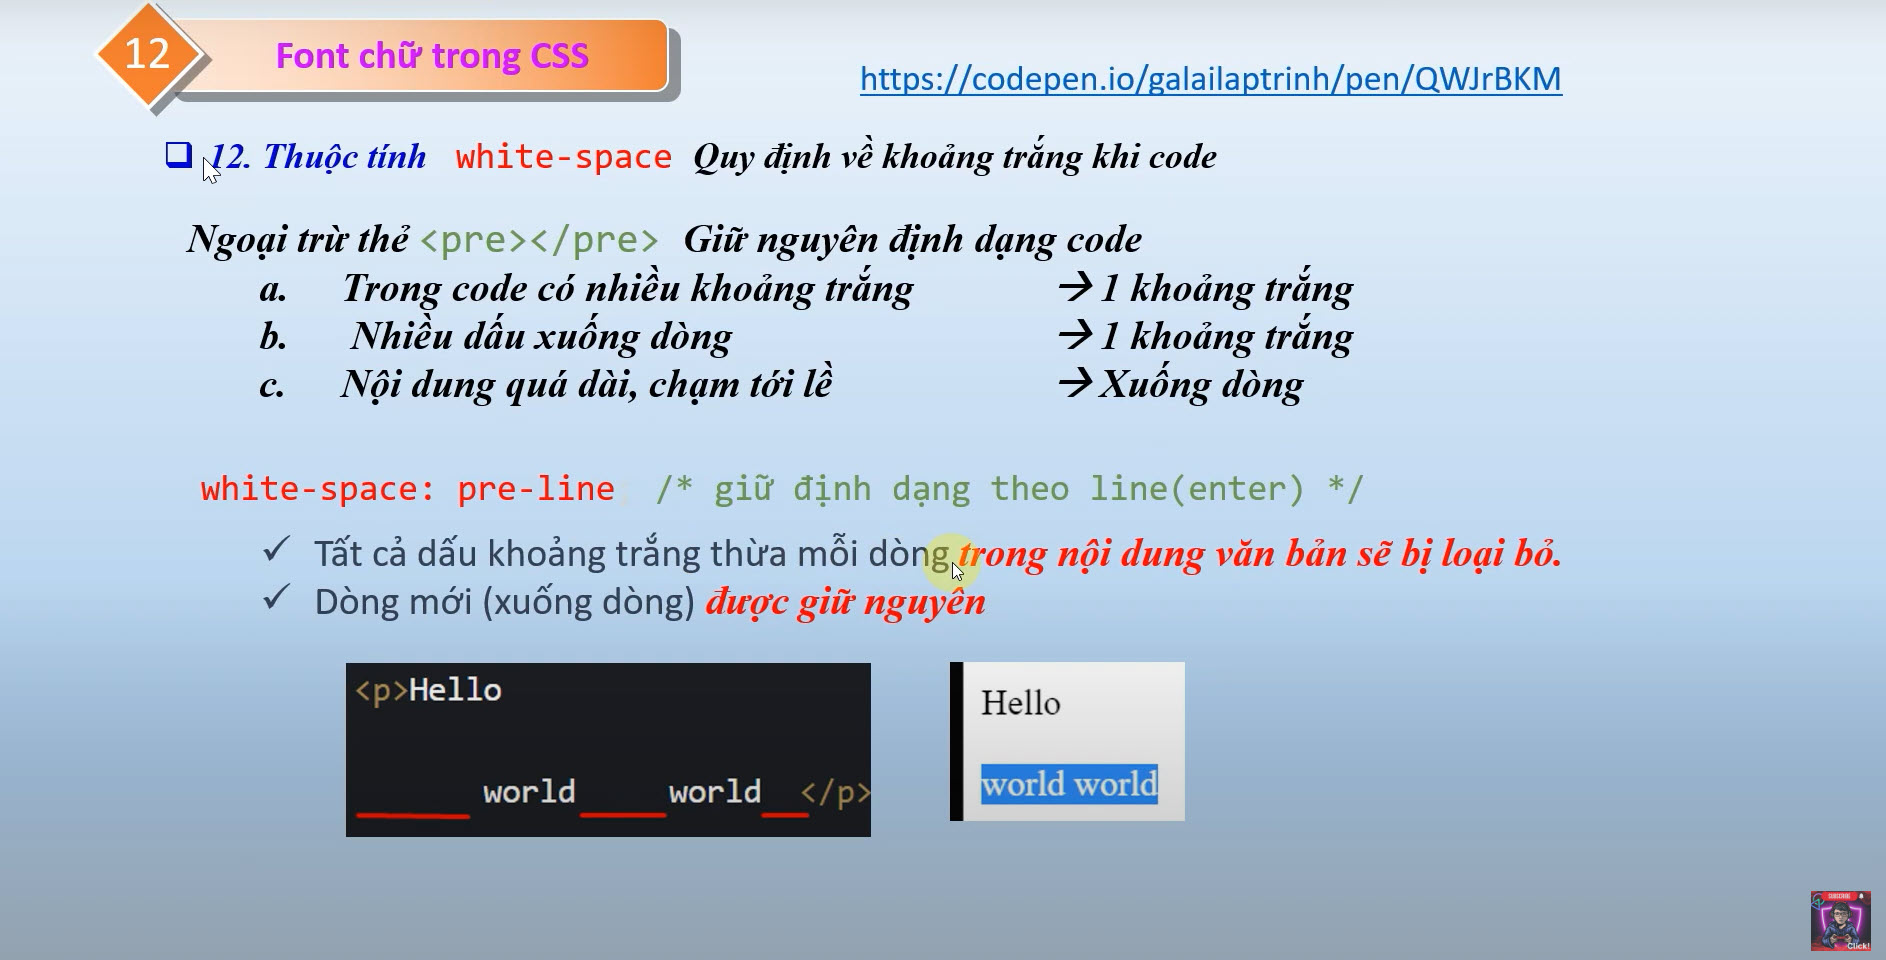 12
Font chữ trong CSS
https://codepen.io/galailaptrinh/pen/QWJrBKM
12. Thuộc tính white-space Quy định về khoảng trắng khi code
Ngoại trừ thẻ <pre></pre> Giữ nguyên định dạng code
a. Trong code có nhiều khoảng trắng → 1 khoảng trắng
b. Nhiều dấu xuống dòng → 1 khoảng trắng
c. Nội dung quá dài, chạm tới lề → Xuống dòng
white-space: pre-line; /* giữ định dạng theo line(enter) */
✓ Tất cả dấu khoảng trắng thừa mỗi dòng trong nội dung văn bản sẽ bị loại bỏ.
✓ Dòng mới (xuống dòng) được giữ nguyên
<p>Hello
world world </p>
Hello
world world
SUBSCRIBE
Click!